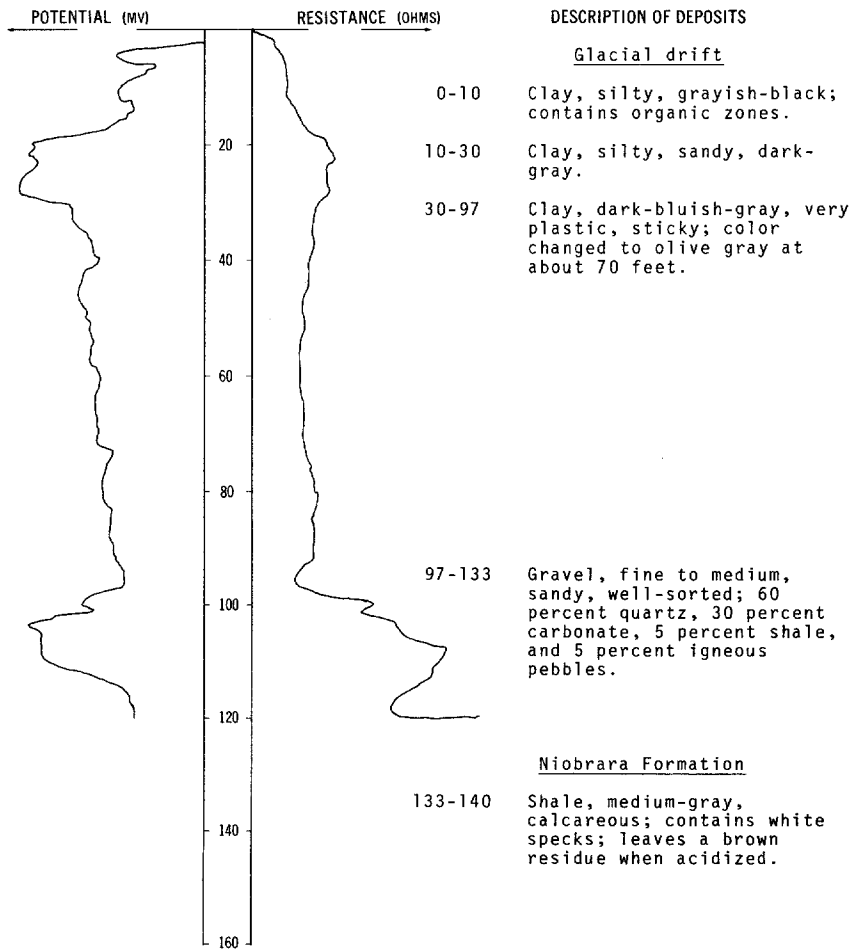 POTENTIAL (MV) RESISTANCE (OHMS) DESCRIPTION OF DEPOSITS
Glacial drift
0-10 Clay, silty, grayish-black;
contains organic zones.
20
10-30 Clay, silty, sandy, dark-
gray.
30-97 Clay, dark-bluish-gray, very
plastic, sticky; color
40 changed to olive gray at
about 70 feet.
60
80
97-133 Gravel, fine to medium,
sandy, well-sorted; 60
100 percent quartz, 30 percent
carbonate, 5 percent shale,
and 5 percent igneous
pebbles.
120
Niobrara Formation
133-140 Shale, medium-gray,
calcareous; contains white
140 specks; leaves a brown
residue when acidized.
160